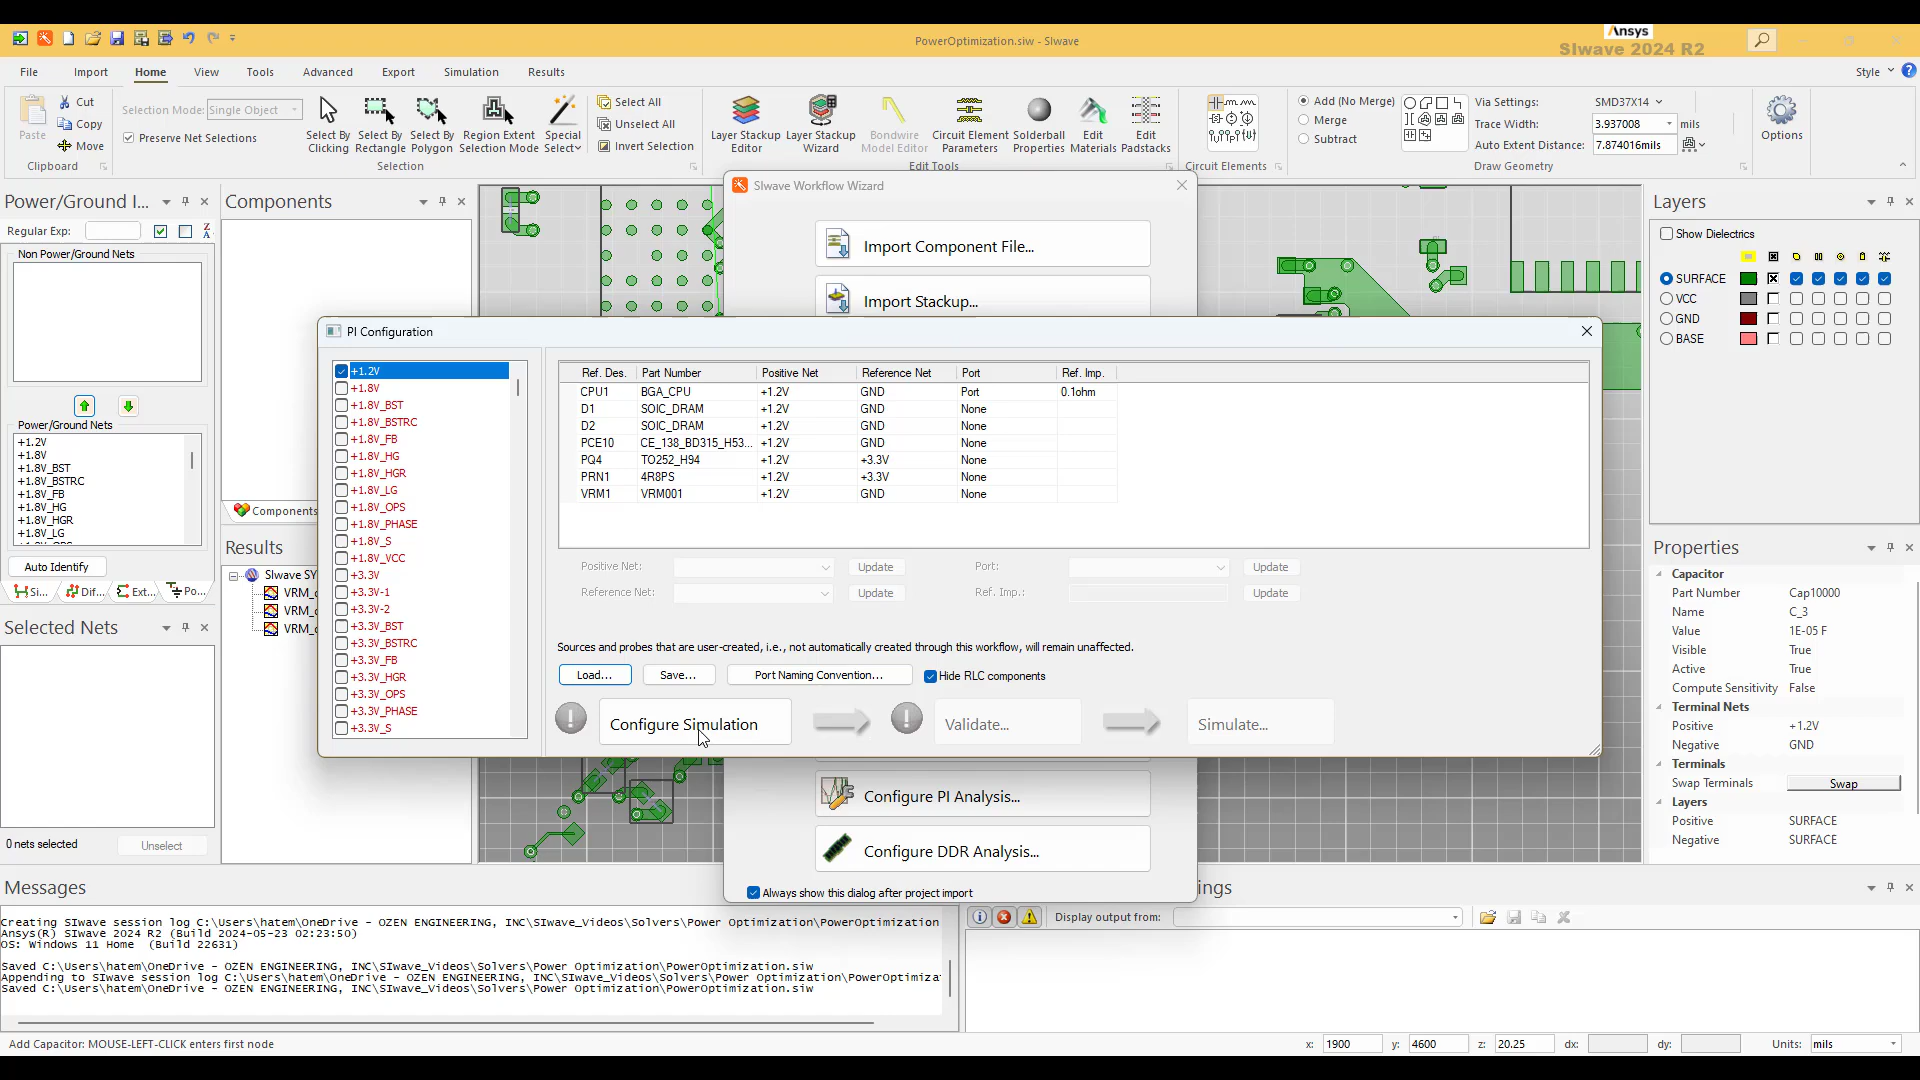 PowerOptimization.siw - SIwave
Ansys
SIwave 2024 R2
File
Import
Home
View
Tools
Advanced
Export
Simulation
Results
Style
Paste
Cut
Copy
Move
Clipboard
Selection Mode:
Single Object
Preserve Net Selections
Select By
Clicking
Select By
Rectangle
Select By
Polygon
Region Extent
Selection Mode
Special
Select
Select All
Unselect All
Invert Selection
Selection
Layer Stackup
Editor
Layer Stackup
Wizard
Bondwire
Model Editor
Circuit Element
Parameters
Solderball
Properties
Edit
Materials
Edit
Padstacks
Edit Tools
Circuit Elements
Add (No Merge)
Merge
Subtract
Via Settings:
SMD37X14
Trace Width:
3.937008
mils
Auto Extent Distance:
7.874016mils
Draw Geometry
Options
Power/Ground I...
Regular Exp:
Non Power/Ground Nets
Power/Ground Nets
+1.2V
+1.8V
+1.8V_BST
+1.8V_BSTRC
+1.8V_FB
+1.8V_HG
+1.8V_HGR
+1.8V_LG
Auto Identify
Si...
Dif...
Ext...
Po...
Selected Nets
0 nets selected
Unselect
Components
Components
Results
SIwave SY
VRM_
VRM_
VRM_
SIwave Workflow Wizard
Import Component File...
Import Stackup...
PI Configuration
+1.2V
+1.8V
+1.8V_BST
+1.8V_BSTRC
+1.8V_FB
+1.8V_HG
+1.8V_HGR
+1.8V_LG
+1.8V_OPS
+1.8V_PHASE
+1.8V_S
+1.8V_VCC
+3.3V
+3.3V-1
+3.3V-2
+3.3V_BST
+3.3V_BSTRC
+3.3V_FB
+3.3V_HGR
+3.3V_OPS
+3.3V_PHASE
+3.3V_S
Ref. Des. Part Number Positive Net Reference Net Port Ref. Imp.
CPU1 BGA_CPU +1.2V GND Port 0.1ohm
D1 SOIC_DRAM +1.2V GND None
D2 SOIC_DRAM +1.2V GND None
PCE10 CE_138_BD315_H53... +1.2V GND None
PQ4 TO252_H94 +1.2V +3.3V None
PRN1 4R8PS +1.2V +3.3V None
VRM1 VRM001 +1.2V GND None
Positive Net: Update Port: Update
Reference Net: Update Ref. Imp.: Update
Sources and probes that are user-created, i.e., not automatically created through this workflow, will remain unaffected.
Load... Save... Port Naming Convention... Hide RLC components
Configure Simulation Validate... Simulate...
Configure PI Analysis...
Configure DDR Analysis...
Always show this dialog after project import
Layers
Show Dielectrics
SURFACE
VCC
GND
BASE
Properties
Capacitor
Part Number Cap10000
Name C_3
Value 1E-05 F
Visible True
Active True
Compute Sensitivity False
Terminal Nets
Positive +1.2V
Negative GND
Terminals
Swap Terminals Swap
Layers
Positive SURFACE
Negative SURFACE
Messages
Creating SIwave session log C:\Users\hatem\OneDrive - OZEN ENGINEERING, INC\SIwave_Videos\Solvers\Power Optimization\PowerOptimization
Ansys(R) SIwave 2024 R2 (Build 2024-05-23 02:23:50)
OS: Windows 11 Home (Build 22631)
Saved C:\Users\hatem\OneDrive - OZEN ENGINEERING, INC\SIwave_Videos\Solvers\Power Optimization\PowerOptimization.siw
Appending to SIwave session log C:\Users\hatem\OneDrive - OZEN ENGINEERING, INC\SIwave_Videos\Solvers\Power Optimization\PowerOptimiza
Saved C:\Users\hatem\OneDrive - OZEN ENGINEERING, INC\SIwave_Videos\Solvers\Power Optimization\PowerOptimization.siw
ings
Display output from:
Add Capacitor: MOUSE-LEFT-CLICK enters first node
x: 1900 y: 4600 z: 20.25 dx: dy: Units: mils